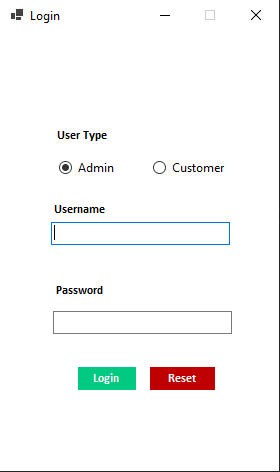 Login
User Type
Admin Customer
Username
Password
Login Reset